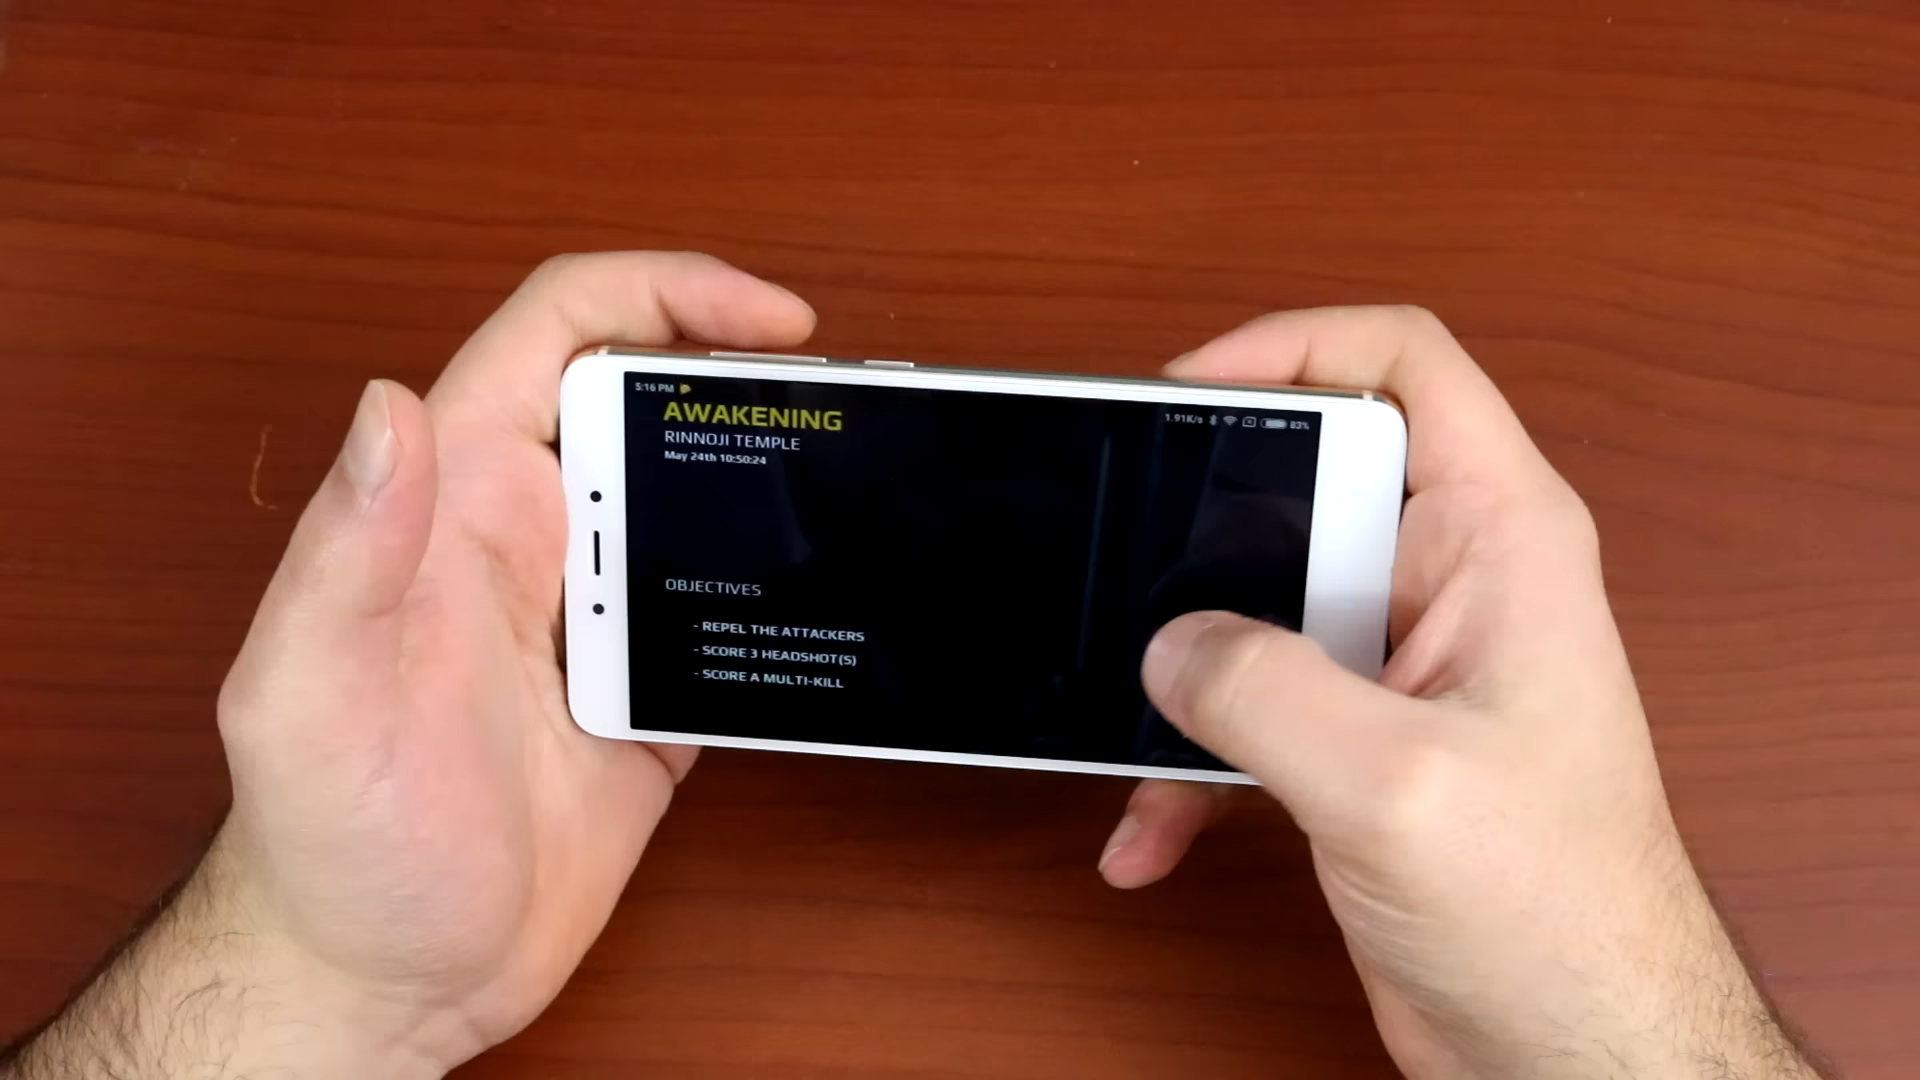 5:16 PM
1.91K/s 83%
AWAKENING
RINNOJI TEMPLE
May 24th 10:50:24
OBJECTIVES
- REPEL THE ATTACKERS
- SCORE 3 HEADSHOT(S)
- SCORE A MULTI-KILL